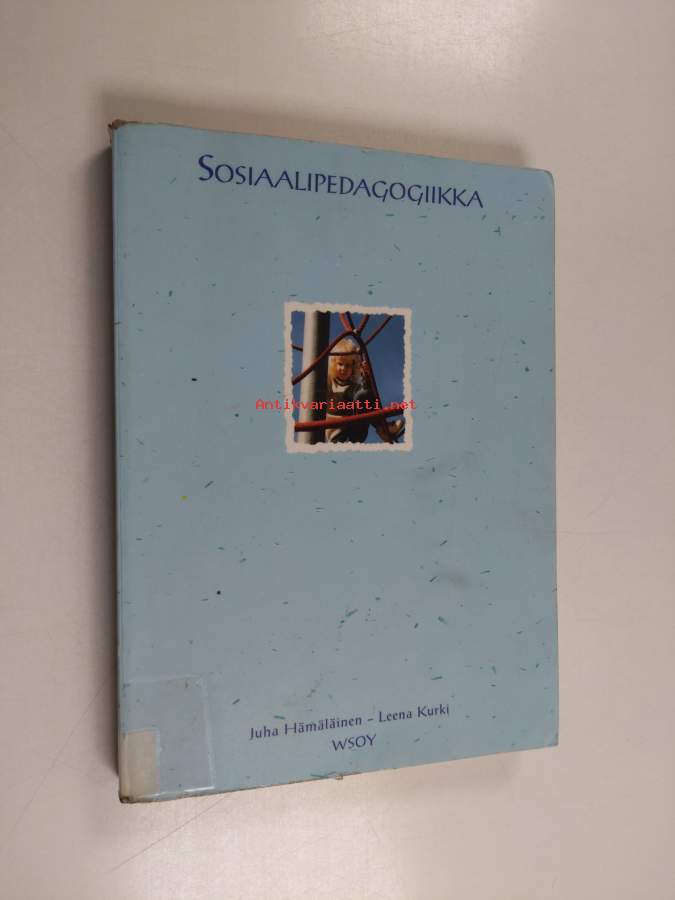 SOSIAALIPEDAGOGIIKKA
Antikvariaatti.net
Juha Hämäläinen – Leena Kurki
WSOY